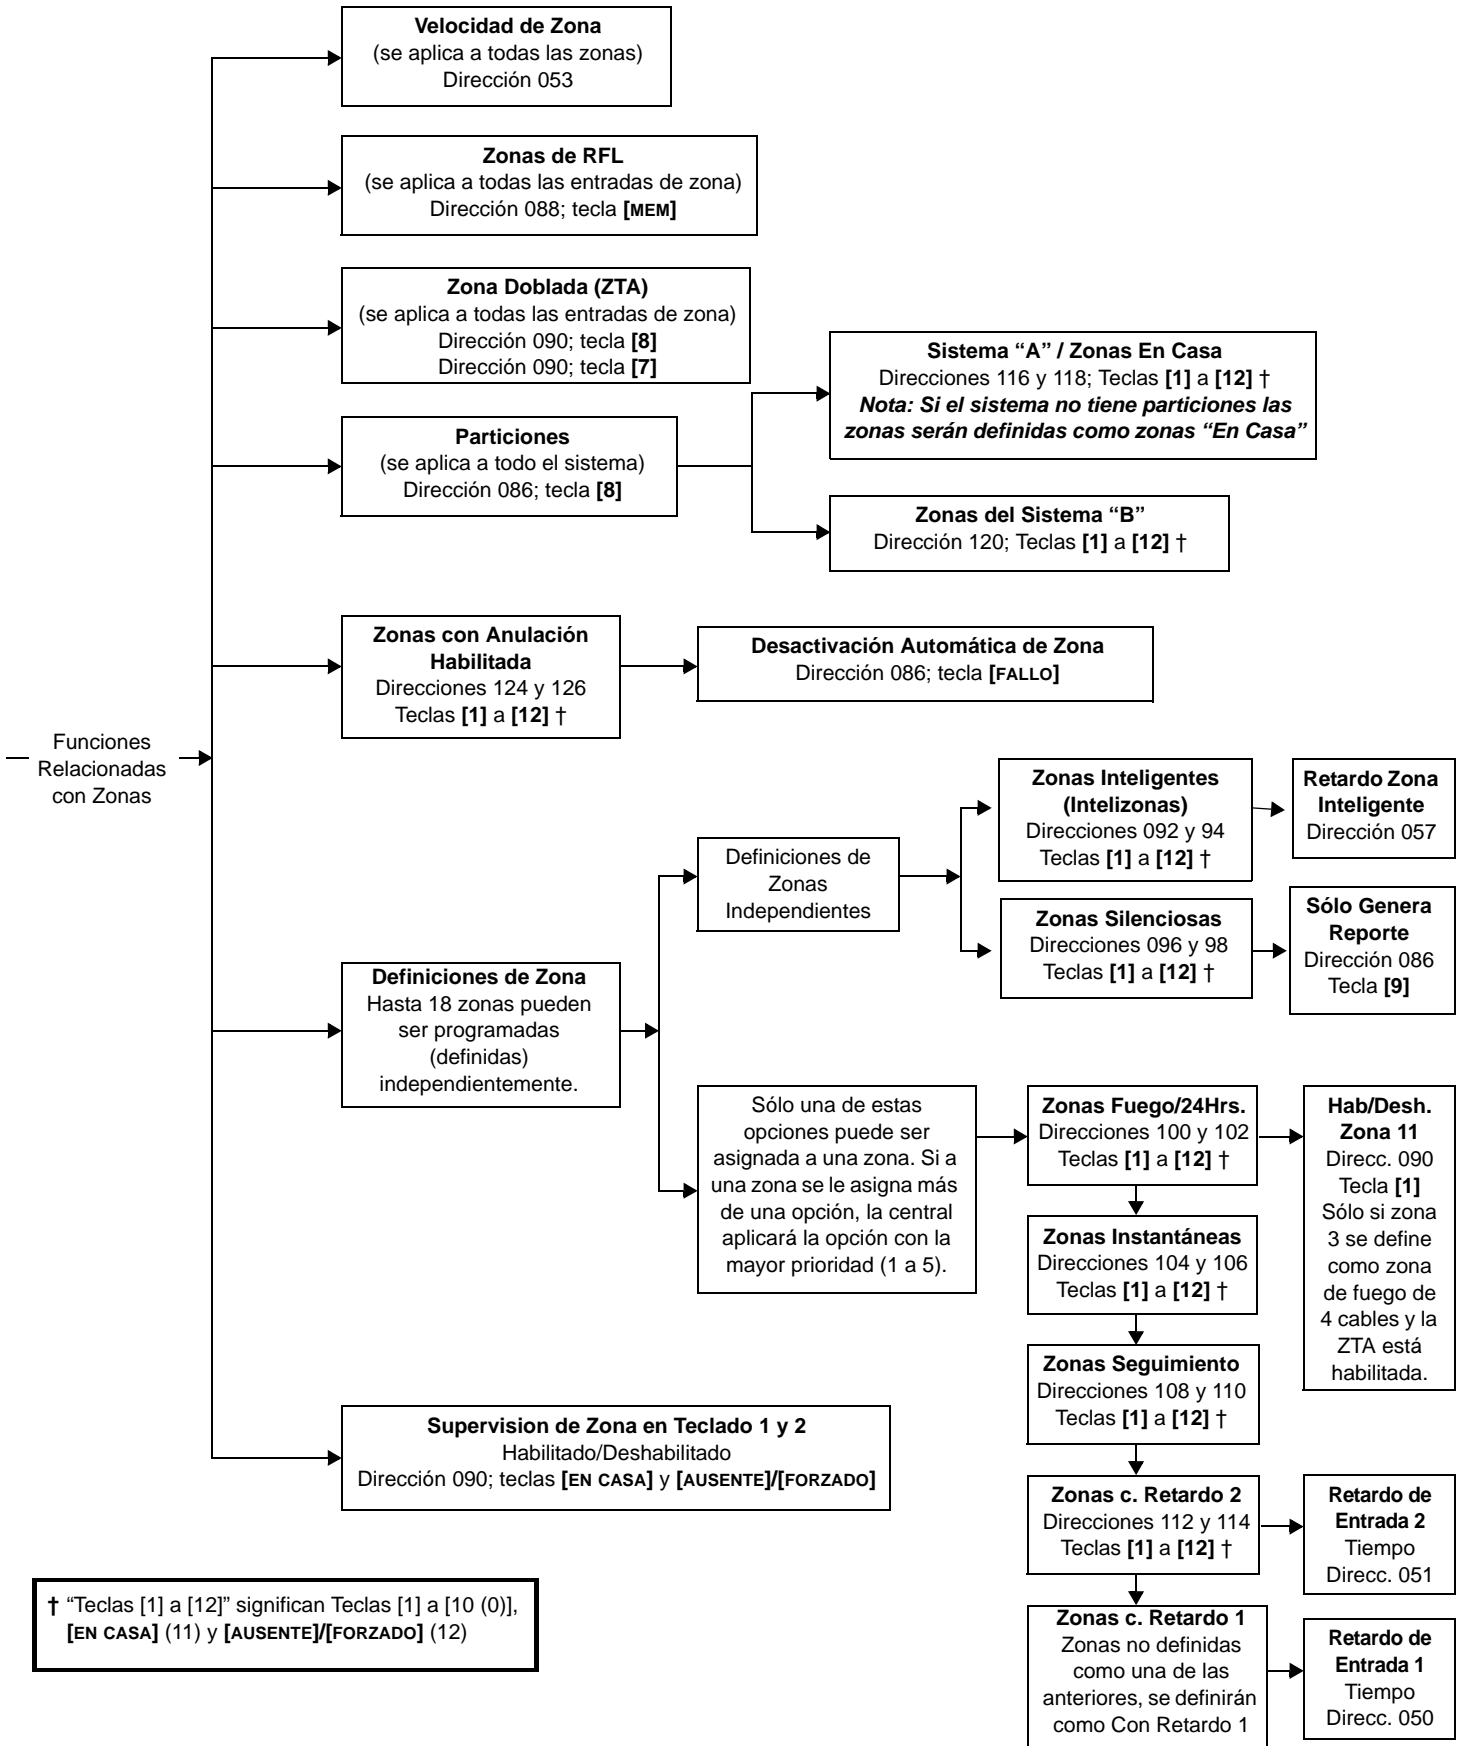 Velocidad de Zona
(se aplica a todas las zonas)
Dirección 053
Zonas de RFL
(se aplica a todas las entradas de zona)
Dirección 088; tecla [MEM]
Zona Doblada (ZTA)
(se aplica a todas las entradas de zona)
Dirección 090; tecla [8]
Dirección 090; tecla [7]
Particiones
(se aplica a todo el sistema)
Dirección 086; tecla [8]
Sistema “A” / Zonas En Casa
Direcciones 116 y 118; Teclas [1] a [12] †
Nota: Si el sistema no tiene particiones las
zonas serán definidas como zonas “En Casa”
Zonas del Sistema “B”
Dirección 120; Teclas [1] a [12] †
Zonas con Anulación
Habilitada
Direcciones 124 y 126
Teclas [1] a [12] †
Desactivación Automática de Zona
Dirección 086; tecla [FALLO]
Funciones
Relacionadas
con Zonas
Definiciones de Zona
Hasta 18 zonas pueden
ser programadas
(definidas)
independientemente.
Definiciones de
Zonas
Independientes
Zonas Inteligentes
(Intelizonas)
Direcciones 092 y 94
Teclas [1] a [12] †
Retardo Zona
Inteligente
Dirección 057
Zonas Silenciosas
Direcciones 096 y 98
Teclas [1] a [12] †
Sólo Genera
Reporte
Dirección 086
Tecla [9]
Sólo una de estas
opciones puede ser
asignada a una zona. Si a
una zona se le asigna más
de una opción, la central
aplicará la opción con la
mayor prioridad (1 a 5).
Zonas Fuego/24Hrs.
Direcciones 100 y 102
Teclas [1] a [12] †
Hab/Desh.
Zona 11
Direcc. 090
Tecla [1]
Sólo si zona
3 se define
como zona
de fuego de
4 cables y la
ZTA está
habilitada.
Zonas Instantáneas
Direcciones 104 y 106
Teclas [1] a [12] †
Zonas Seguimiento
Direcciones 108 y 110
Teclas [1] a [12] †
Supervision de Zona en Teclado 1 y 2
Habilitado/Deshabilitado
Dirección 090; teclas [EN CASA] y [AUSENTE]/[FORZADO]
Zonas c. Retardo 2
Direcciones 112 y 114
Teclas [1] a [12] †
Retardo de
Entrada 2
Tiempo
Direcc. 051
Zonas c. Retardo 1
Zonas no definidas
como una de las
anteriores, se definirán
como Con Retardo 1
Retardo de
Entrada 1
Tiempo
Direcc. 050
† “Teclas [1] a [12]” significan Teclas [1] a [10 (0)],
[EN CASA] (11) y [AUSENTE]/[FORZADO] (12)